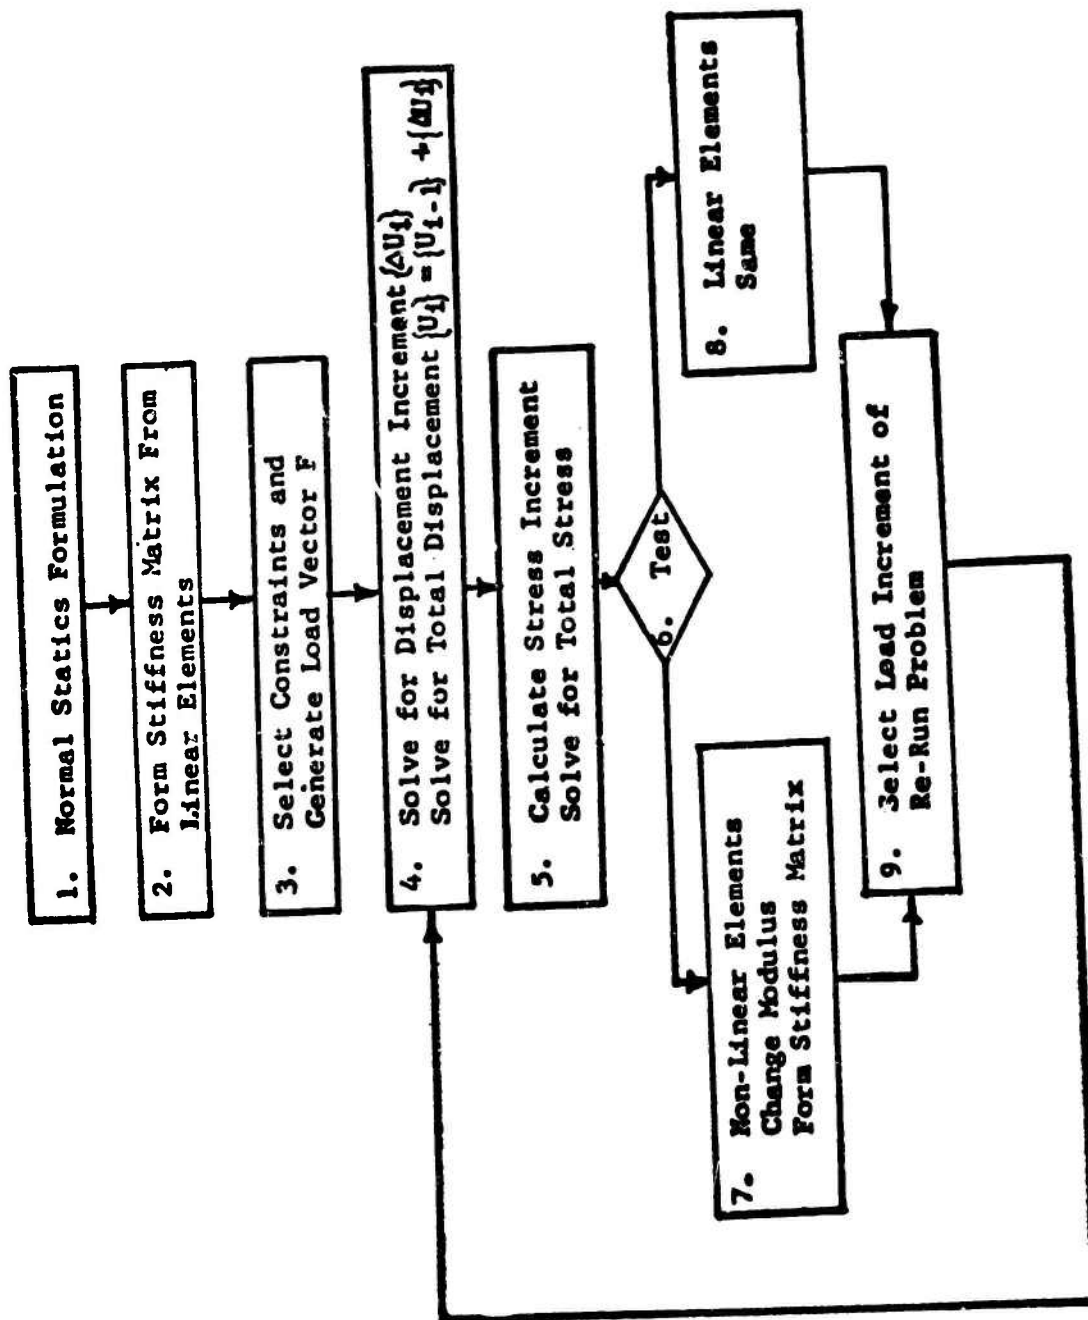 1. Normal Statics Formulation
2. Form Stiffness Matrix From
Linear Elements
3. Select Constraints and
Generate Load Vector F
4. Solve for Displacement Increment {ΔUi}
Solve for Total Displacement {Ui} = {Ui-1} + {ΔUi}
5. Calculate Stress Increment
Solve for Total Stress
6. Test
7. Non-Linear Elements
Change Modulus
Form Stiffness Matrix
8. Linear Elements
Same
9. Select Load Increment of
Re-Run Problem